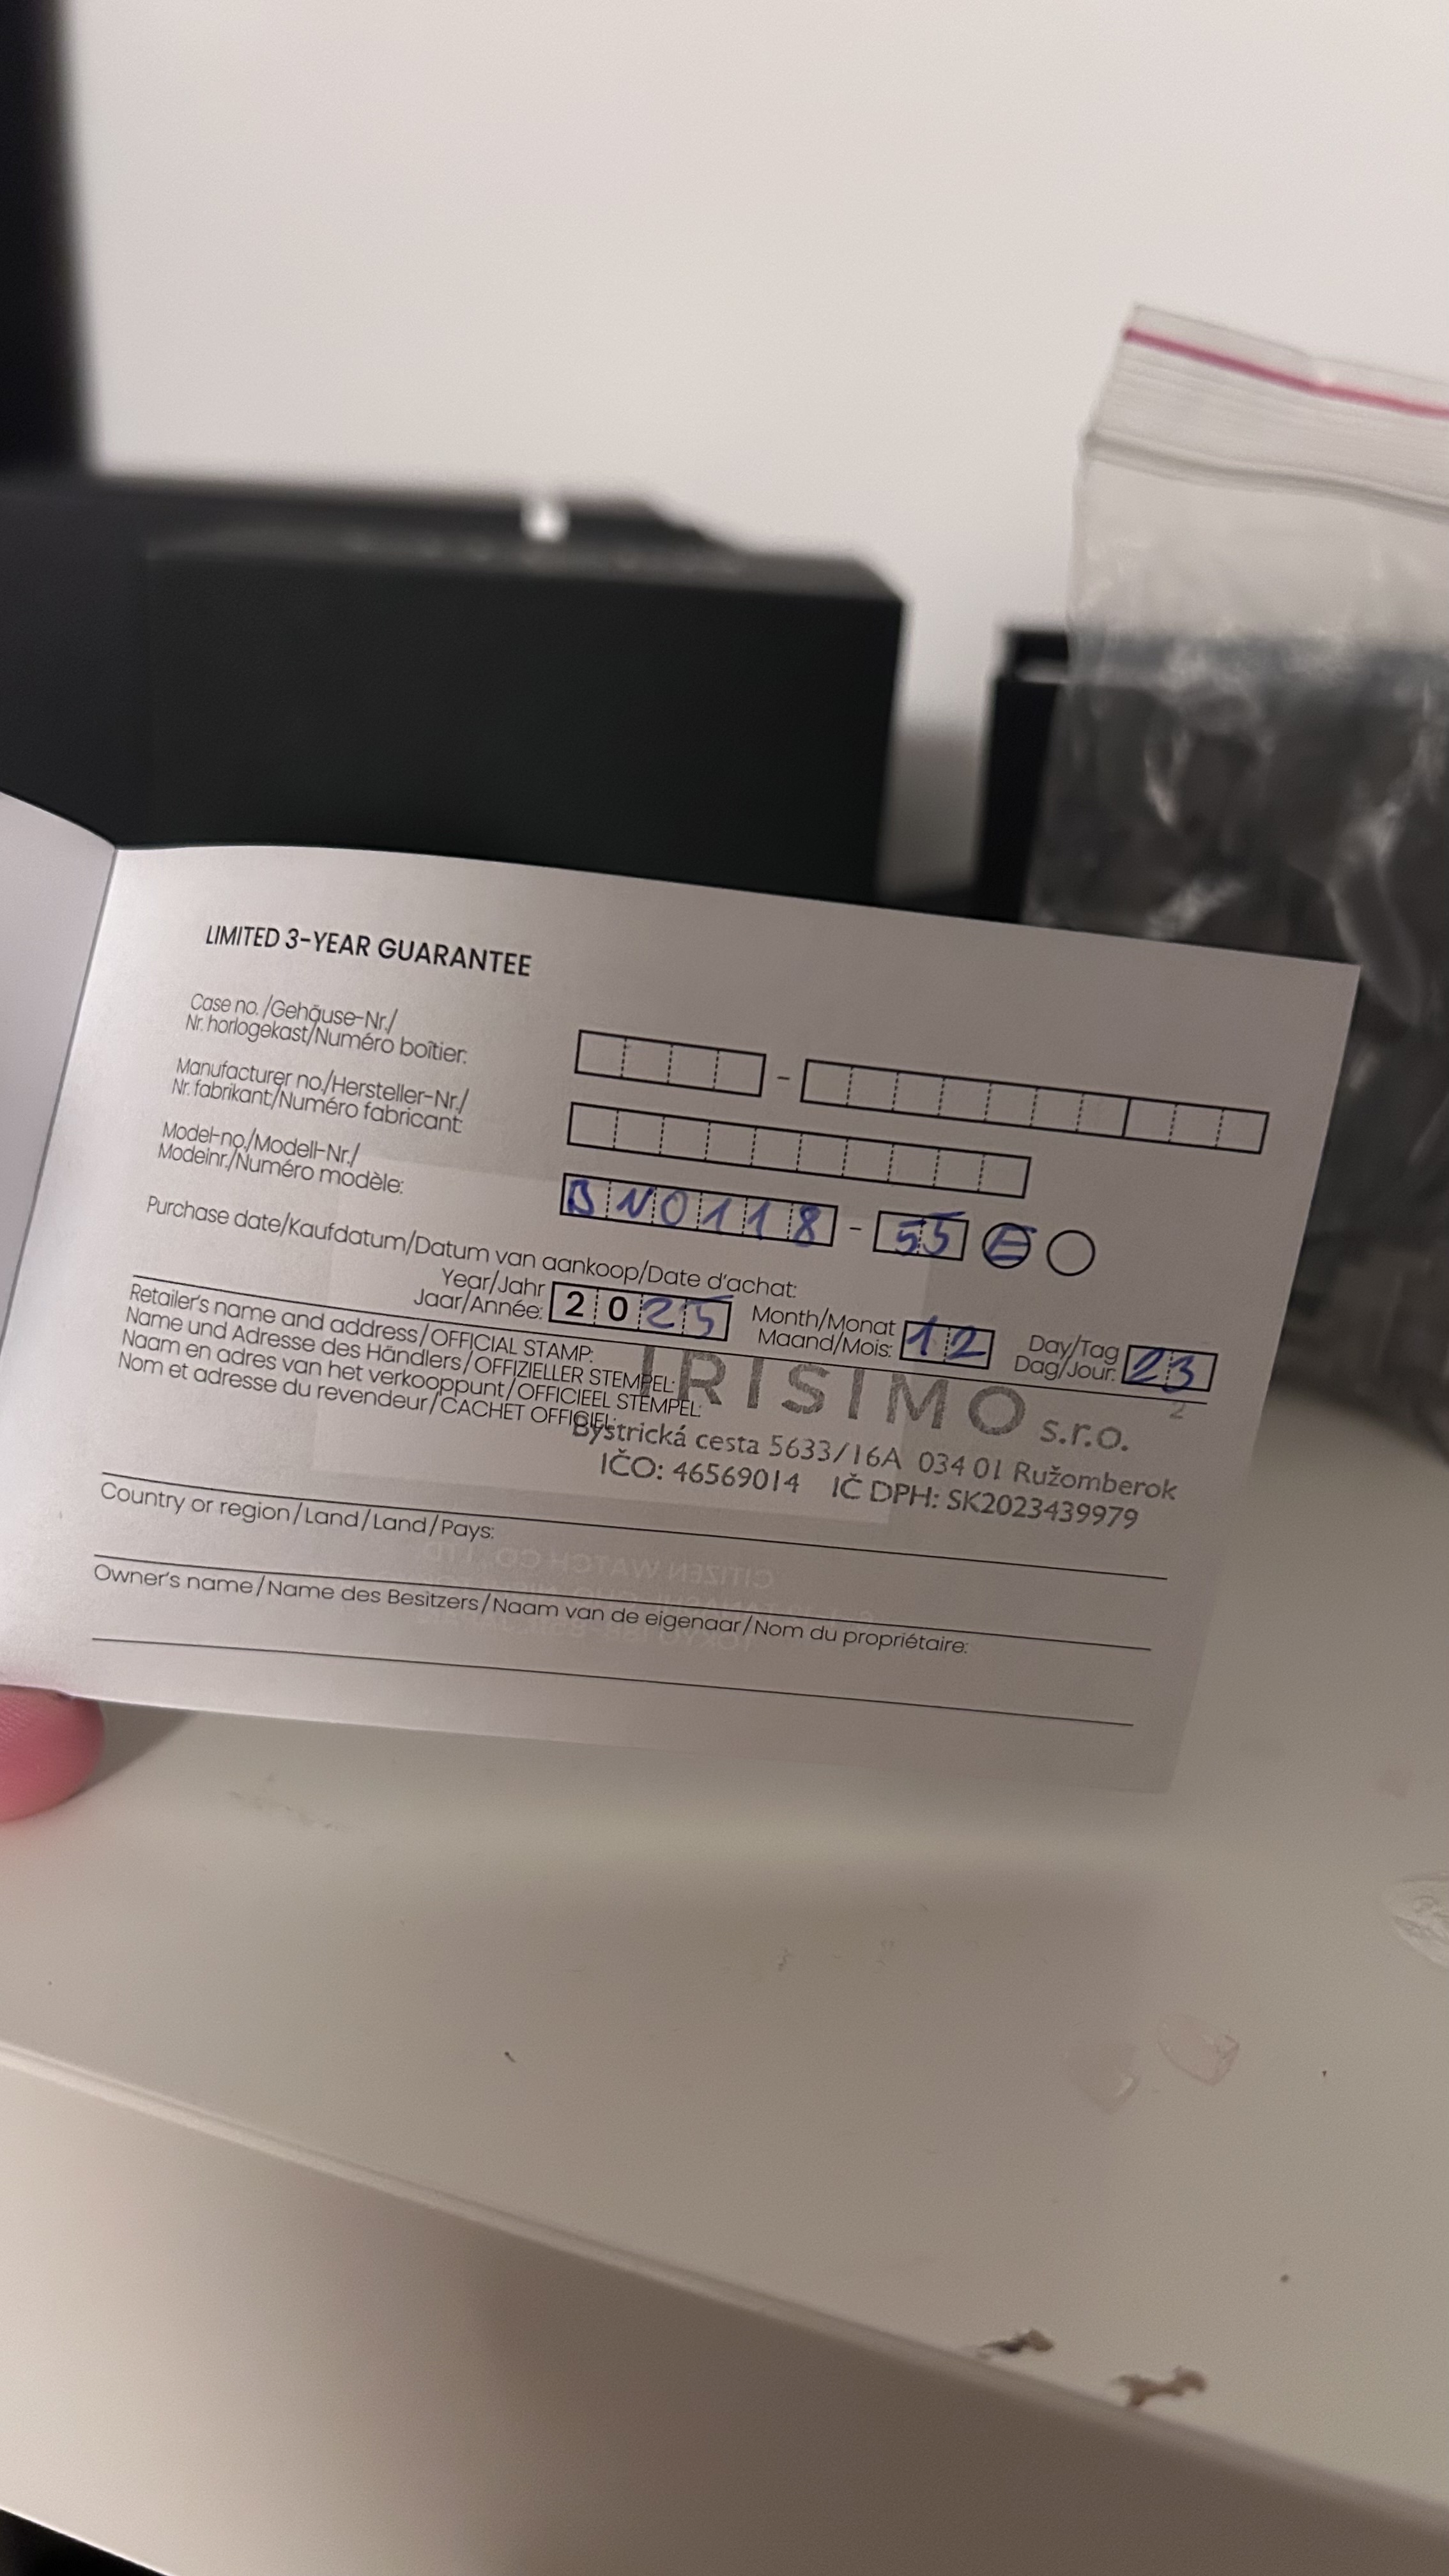 LIMITED 3-YEAR GUARANTEE
Case no./Gehäuse-Nr./
Nr. horlogekast/Numéro boîtier:
-
Manufacturer no./Hersteller-Nr./
Nr. fabrikant/Numéro fabricant:
Model-no./Modell-Nr./
Modelnr./Numéro modèle:
BN0118-55 E
Purchase date/Kaufdatum/Datum van aankoop/Date d'achat:
Year/Jahr
Jaar/Année: 2025
Month/Monat
Maand/Mois: 12
Day/Tag
Dag/Jour: 23
Retailer's name and address/OFFICIAL STAMP:
Name und Adresse des Händlers/OFFIZIELLER STEMPEL:
Naam en adres van het verkooppunt/OFFICIEEL STEMPEL:
Nom et adresse du revendeur/CACHET OFFICIEL:
IRISIMO s.r.o.
2
Bystrická cesta 5633/16A 034 01 Ružomberok
IČO: 46569014 IČ DPH: SK2023439979
Country or region/Land/Land/Pays:
CITIZEN WATCH CO., LTD.
Owner's name/Name des Besitzers/Naam van de eigenaar/Nom du propriétaire: